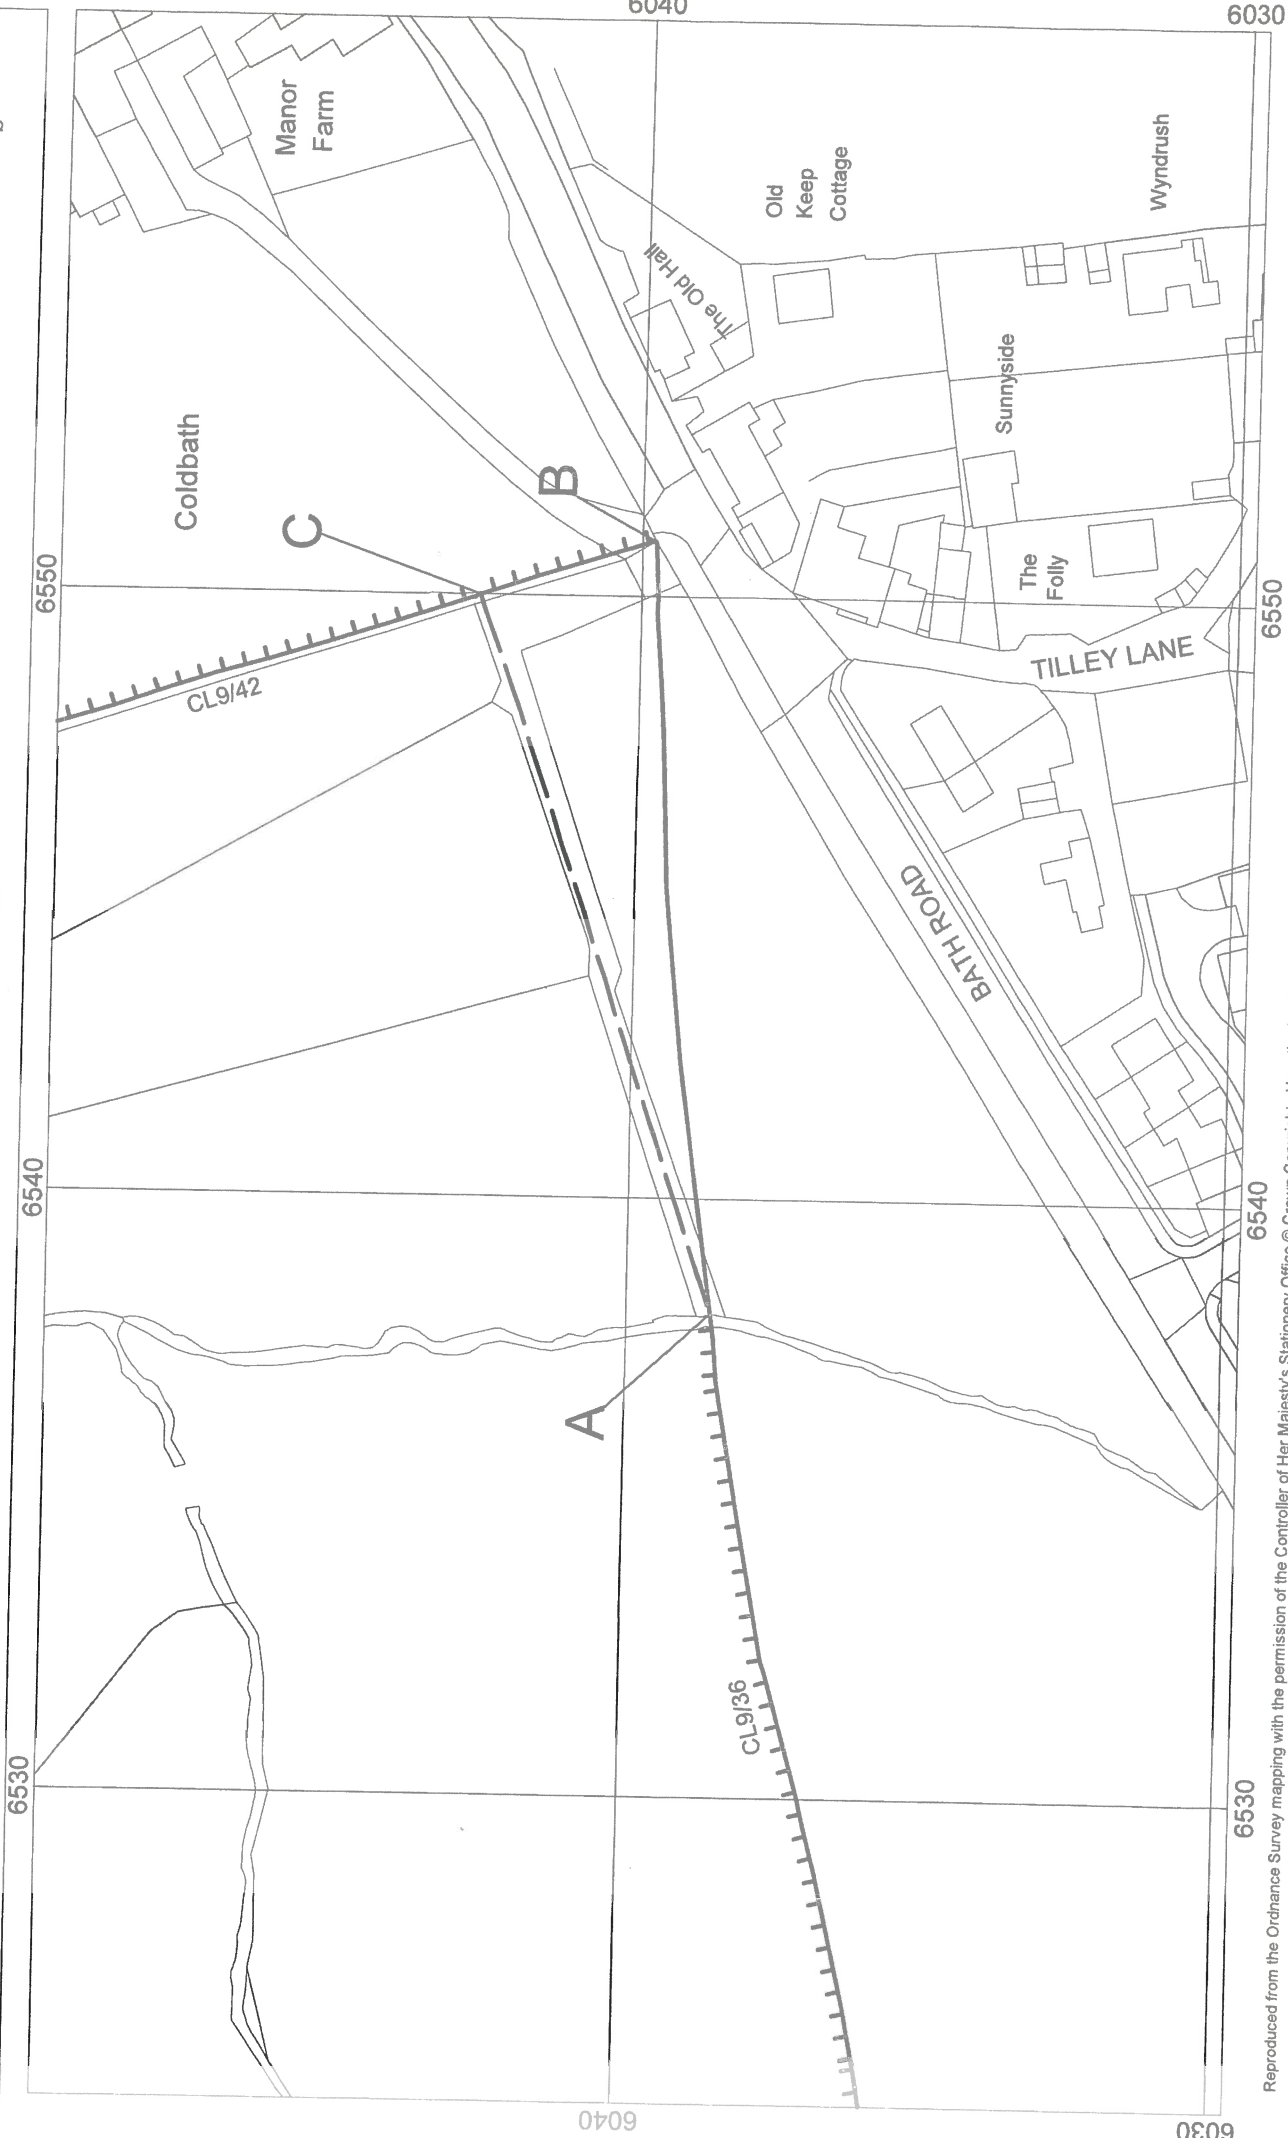 6040
6030
Manor
Farm
Old
Keep
Cottage
Wyndrush
The Old Hall
Coldbath
Sunnyside
B
C
6550
6550
The
Folly
TILLEY LANE
CL9/42
BATH ROAD
6540
6540
A
CL9/36
6530
6530
6040
6030
Reproduced from the Ordnance Survey mapping with the permission of the Controller of Her Majesty's Stationery Office © Crown Copyright